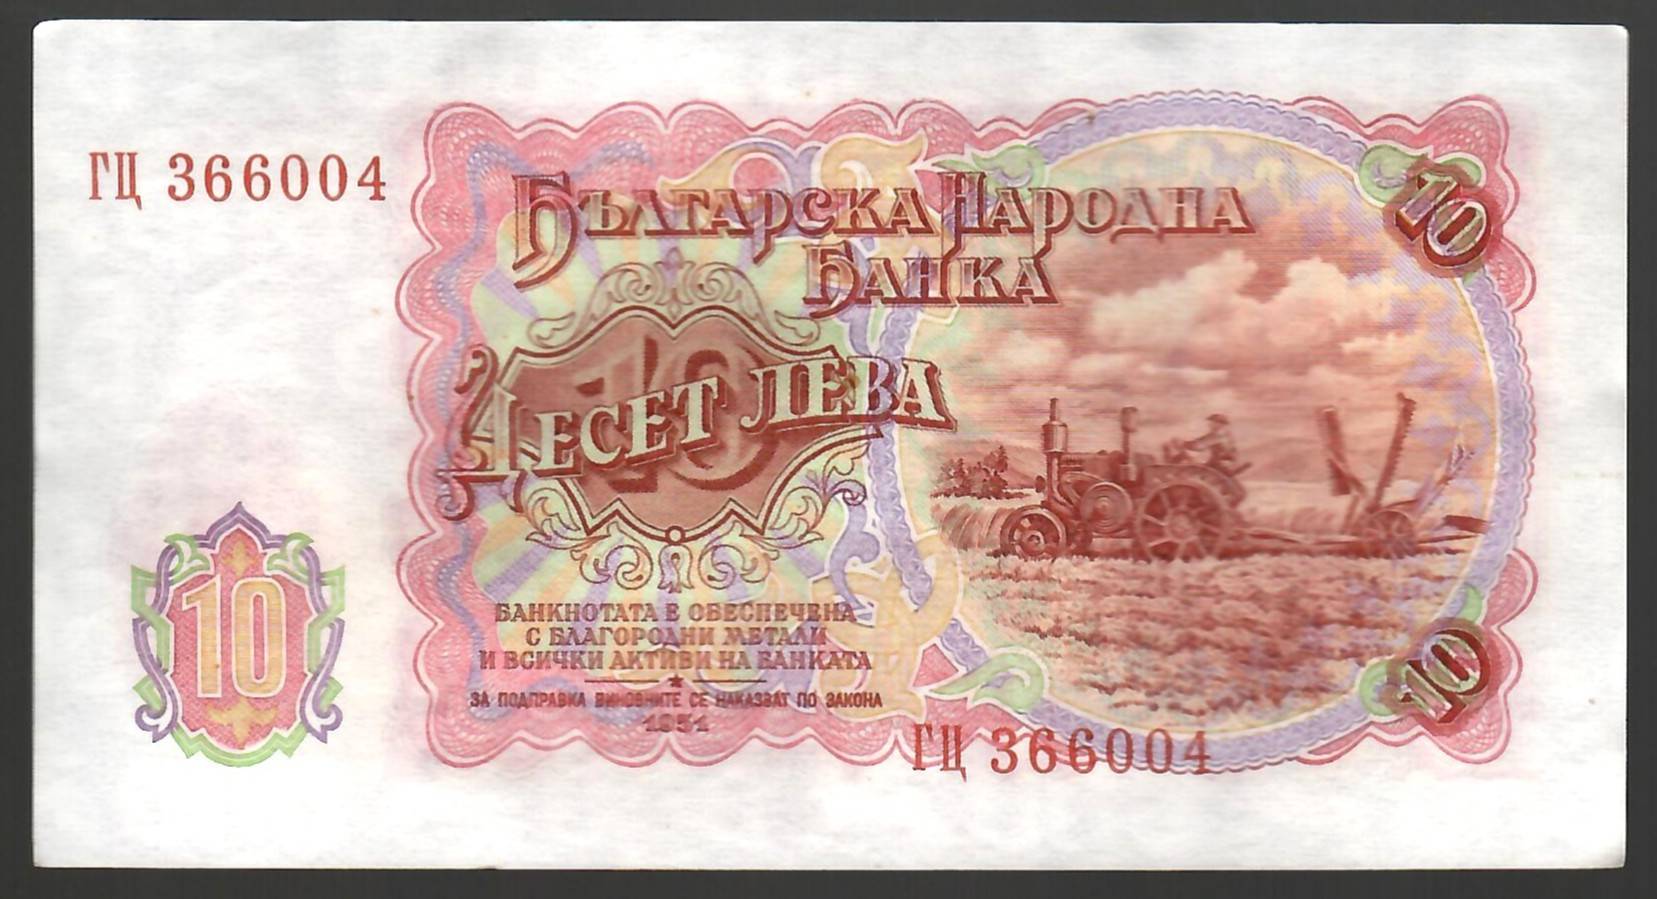 ГЦ 366004
БЪЛГАРСКА НАРОДНА
БАНКА
10
10
ДЕСЕТ ЛЕВА
10
БАНКНОТАТА Е ОБЕСПЕЧЕНА
С БЛАГОРОДНИ МЕТАЛИ
И ВСИЧКИ АКТИВИ НА БАНКАТА
ЗА ПОДПРАВКА ВИНОВНИТЕ СЕ НАКАЗВАТ ПО ЗАКОНА
1951
10
ГЦ 366004